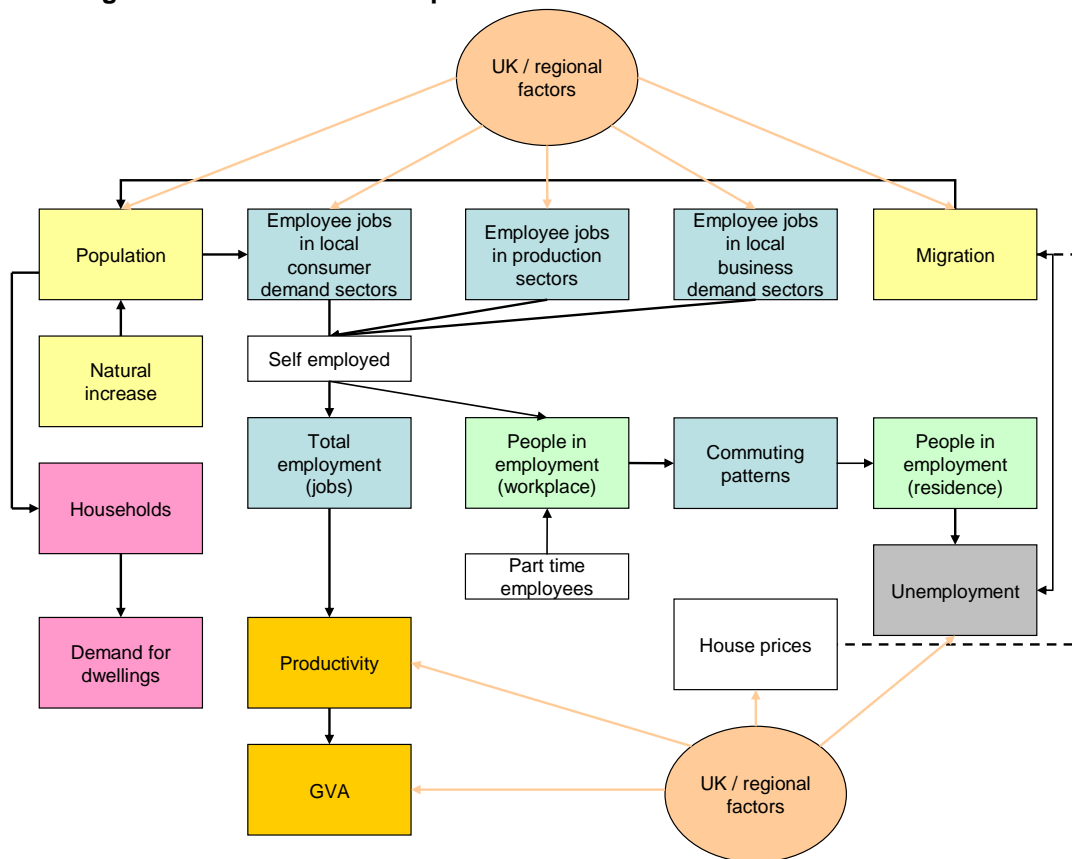 UK / regional
factors
Population
Employee jobs
in local
consumer
demand sectors
Employee jobs
in production
sectors
Employee jobs
in local
business
demand sectors
Migration
Natural
increase
Self employed
Total
employment
(jobs)
People in
employment
(workplace)
Commuting
patterns
People in
employment
(residence)
Households
Part time
employees
Unemployment
Demand for
dwellings
Productivity
House prices
GVA
UK / regional
factors